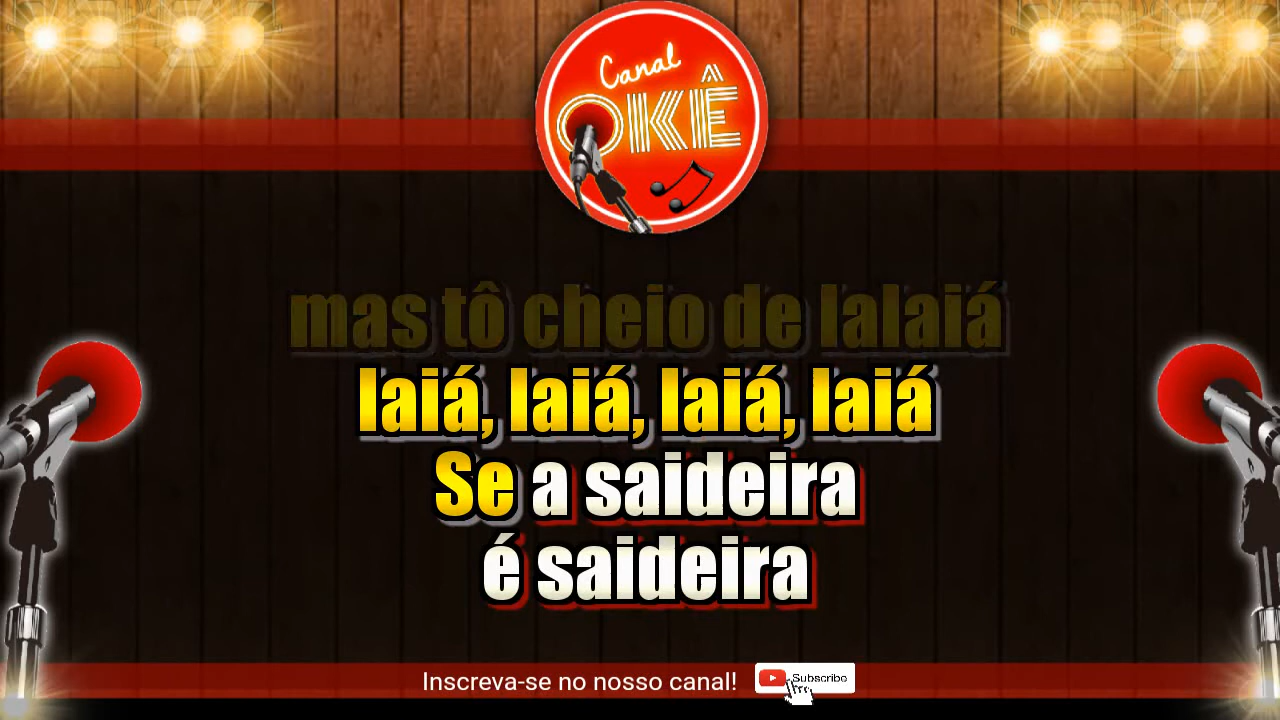 Canal
OKÊ
mas tô cheio de lalaiá
laiá, laiá, laiá, laiá
Se a saideira
é saideira
Inscreva-se no nosso canal!
Subscribe